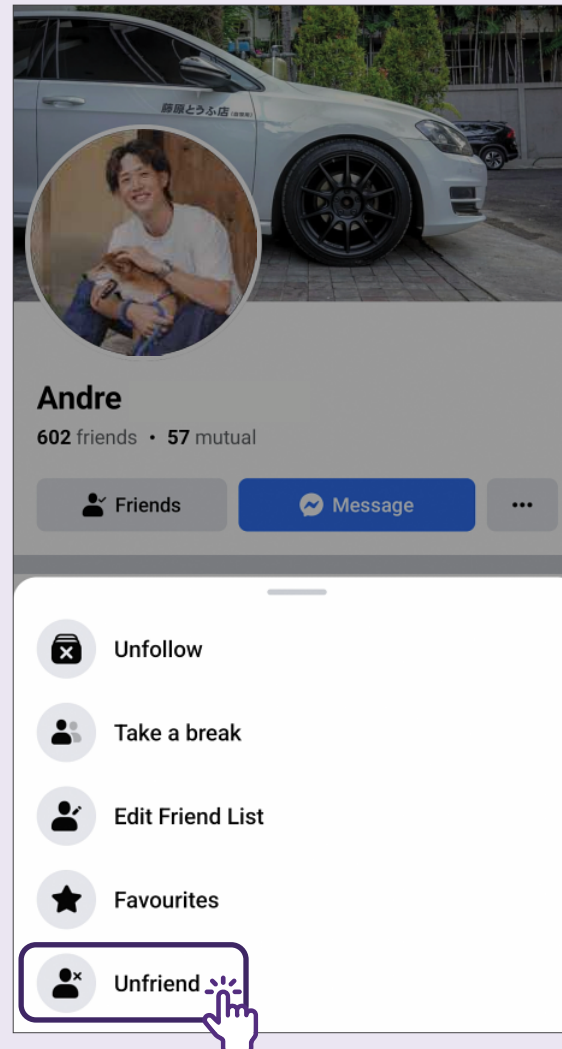 藤原とうふ店
Andre
602 friends • 57 mutual
Friends
Message
Unfollow
Take a break
Edit Friend List
Favourites
Unfriend